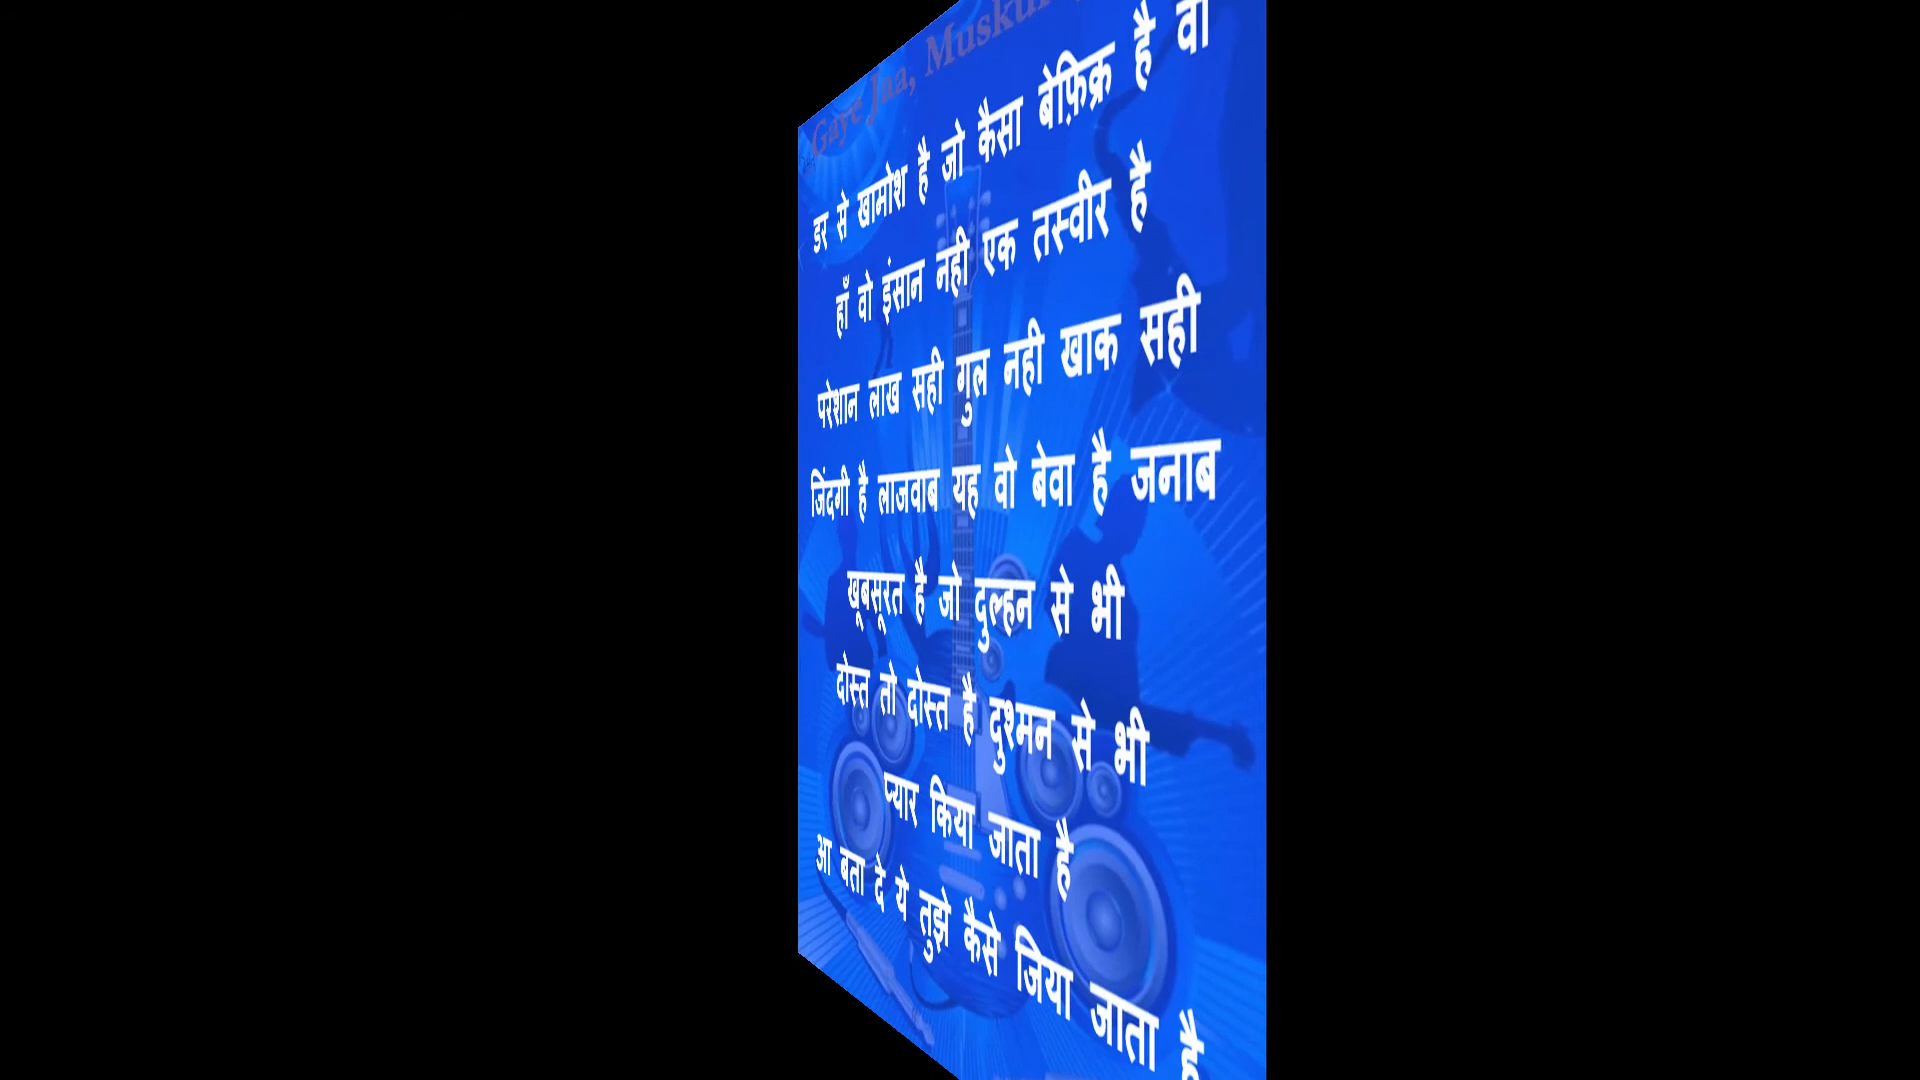 Gaye Jaa,
डर से खामोश है जो कैसा बेफ़िक्र है वो
हाँ वो इंसान नही एक तस्वीर है
परेशान लाख सही गुल नही खाक सही
जिंदगी है लाजवाब यह वो बेवा है जनाब
खूबसूरत है जो दुल्हन से भी
दोस्त तो दोस्त है दुश्मन से भी
प्यार किया जाता है
आ बता दे ये तुझे कैसे जिया जाता है